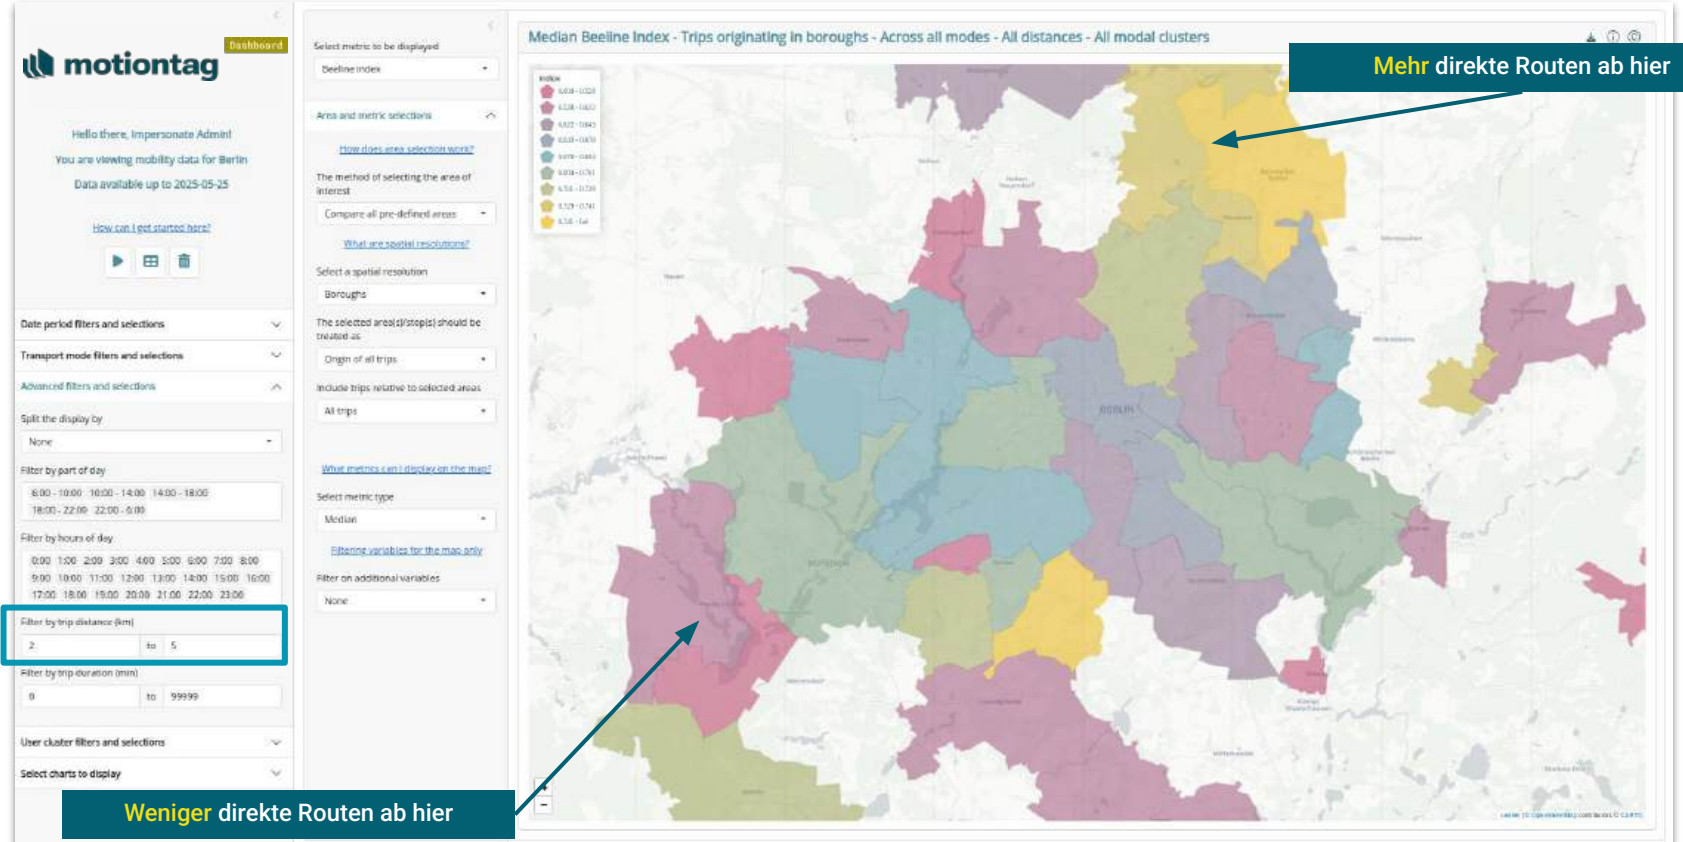 Dashboard
motiontag
Hello there, Impersonate Admin!
You are viewing mobility data for Berlin
Data available up to 2025-05-25
How can I get started here?
Date period filters and selections
Transport mode filters and selections
Advanced filters and selections
Split the display by
None
Filter by part of day
6:00 - 10:00 10:00 - 14:00 14:00 - 18:00
18:00 - 22:00 22:00 - 6:00
Filter by hours of day
0:00 1:00 2:00 3:00 4:00 5:00 6:00 7:00 8:00
9:00 10:00 11:00 12:00 13:00 14:00 15:00 16:00
17:00 18:00 19:00 20:00 21:00 22:00 23:00
Filter by trip distance (km)
2 to 5
Filter by trip duration (min)
0 to 99999
User cluster filters and selections
Select charts to display
Select metric to be displayed
Beeline Index
Area and metric selections
How does area selection work?
The method of selecting the area of
interest
Compare all pre-defined areas
What are spatial resolutions?
Select a spatial resolution
Boroughs
The selected area(s)/stop(s) should be
treated as
Origin of all trips
Include trips relative to selected areas
All trips
What metrics can I display on the map?
Select metric type
Median
Filtering variables for the map only
Filter on additional variables
None
Median Beeline Index - Trips originating in boroughs - Across all modes - All distances - All modal clusters
Index
BERLIN
POTSDAM
Mehr direkte Routen ab hier
Weniger direkte Routen ab hier